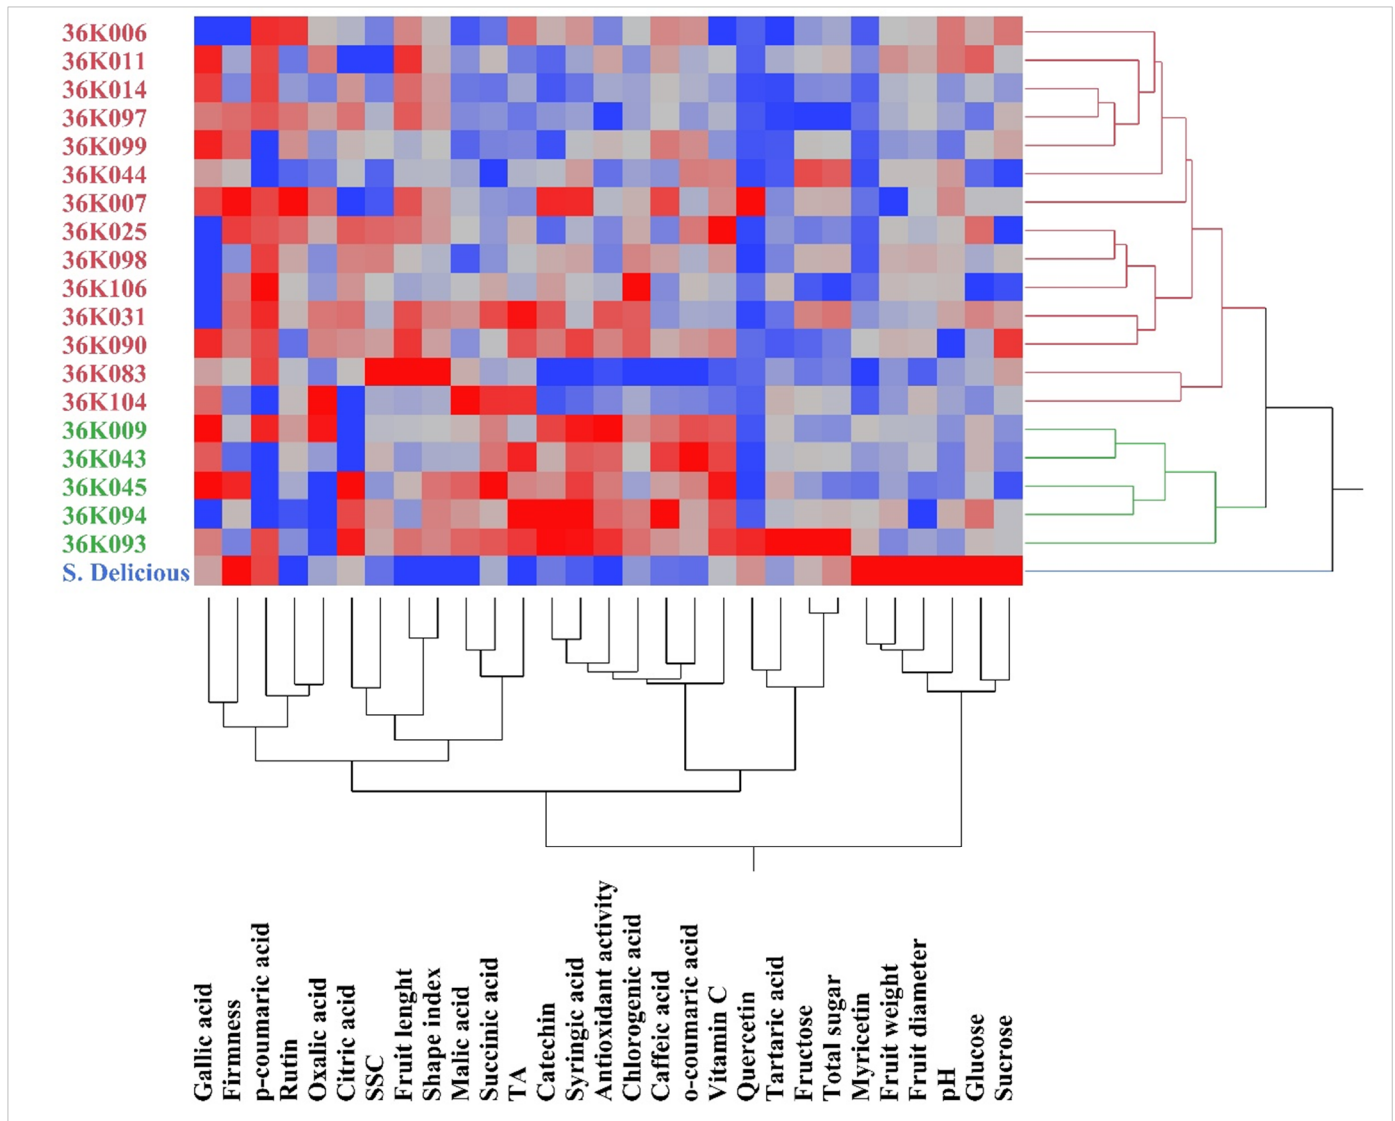 36K006
36K011
36K014
36K097
36K099
36K044
36K007
36K025
36K098
36K106
36K031
36K090
36K083
36K104
36K009
36K043
36K045
36K094
36K093
S. Delicious
Gallic acid
Firmness
p-coumaric acid
Rutin
Oxalic acid
Citric acid
SSC
Fruit lenght
Shape index
Malic acid
Succinic acid
TA
Catechin
Syringic acid
Antioxidant activity
Chlorogenic acid
Caffeic acid
o-coumaric acid
Vitamin C
Quercetin
Tartaric acid
Fructose
Total sugar
Myricetin
Fruit weight
Fruit diameter
pH
Glucose
Sucrose